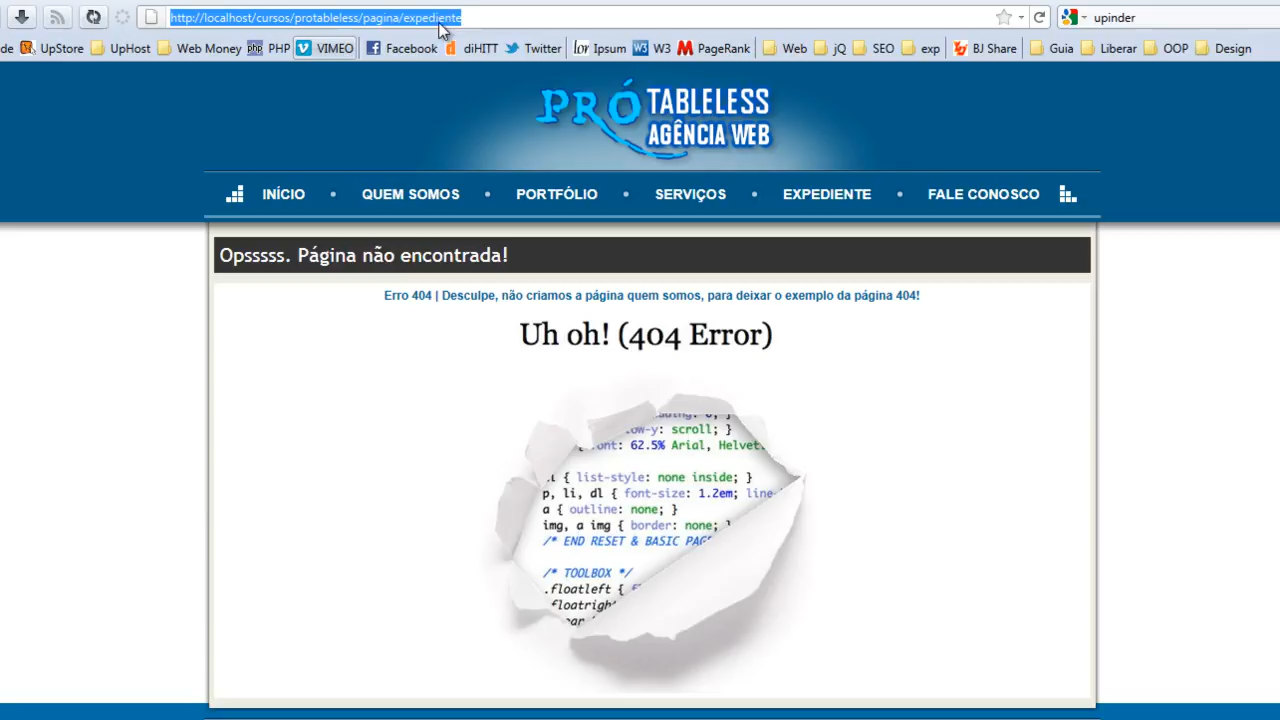 http://localhost/cursos/protableless/pagina/expediente
upinder
de UpStore UpHost Web Money php PHP VIMEO Facebook diHITT Twitter lor Ipsum W3 W3 PageRank Web jQ SEO exp BJ Share Guia Liberar OOP Design
PRÓ TABLELESS
AGÊNCIA WEB
INÍCIO • QUEM SOMOS • PORTFÓLIO • SERVIÇOS • EXPEDIENTE • FALE CONOSCO
Opsssss. Página não encontrada!
Erro 404 | Desculpe, não criamos a página quem somos, para deixar o exemplo da página 404!
Uh oh! (404 Error)
scroll; }
font: 62.5% Arial, Helvet
{ list-style: none inside; }
p, li, dl { font-size: 1.2em; line-
a { outline: none; }
img, a img { border: none; }
/* END RESET & BASIC PAG
/* TOOLBOX */
.floatleft {
floatrigh